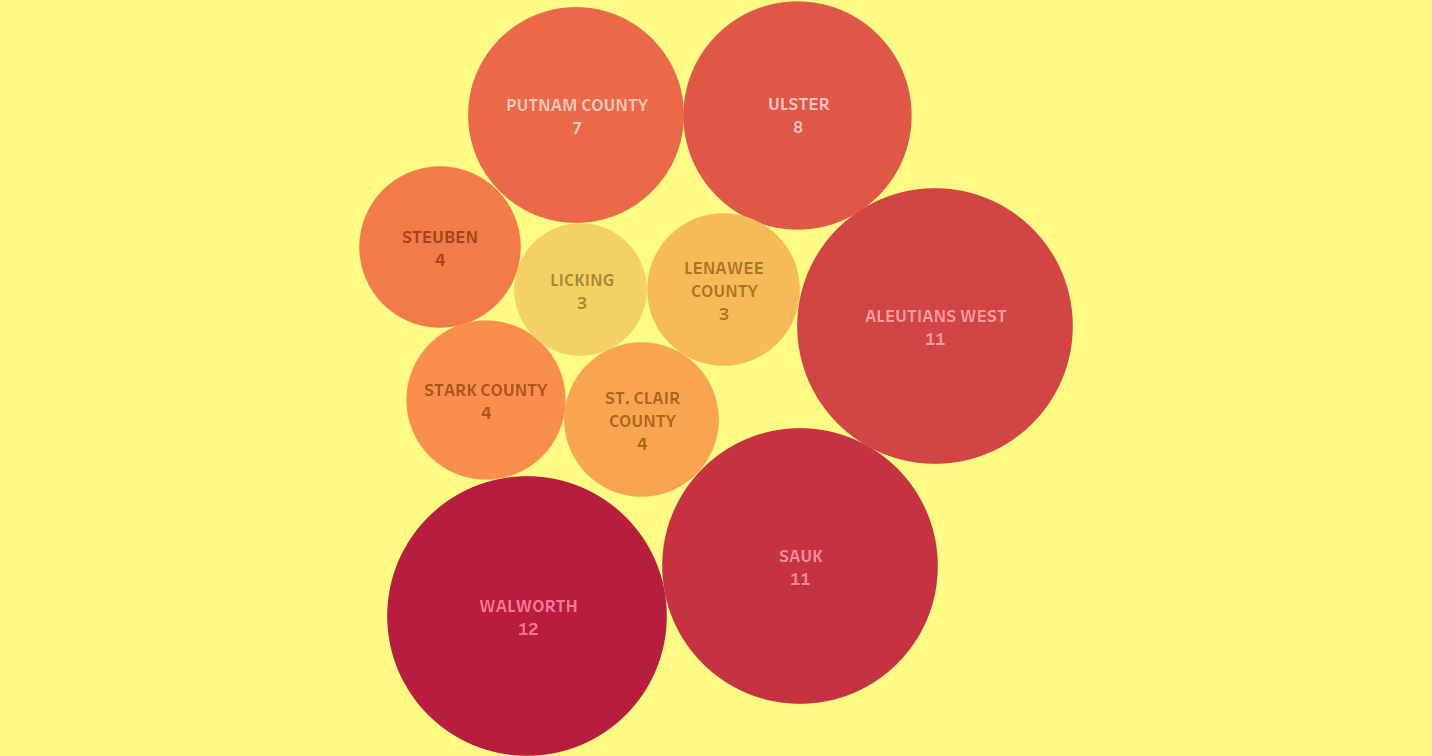 PUTNAM COUNTY
7
ULSTER
8
STEUBEN
4
LICKING
3
LENAWEE
COUNTY
3
ALEUTIANS WEST
11
STARK COUNTY
4
ST. CLAIR
COUNTY
4
SAUK
11
WALWORTH
12